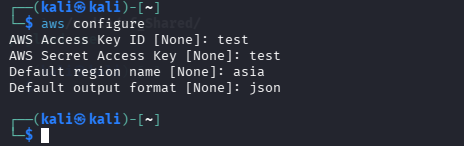 ┌──(kali㉿kali)-[~]
└─$ aws configure
AWS Access Key ID [None]: test
AWS Secret Access Key [None]: test
Default region name [None]: asia
Default output format [None]: json
┌──(kali㉿kali)-[~]
└─$